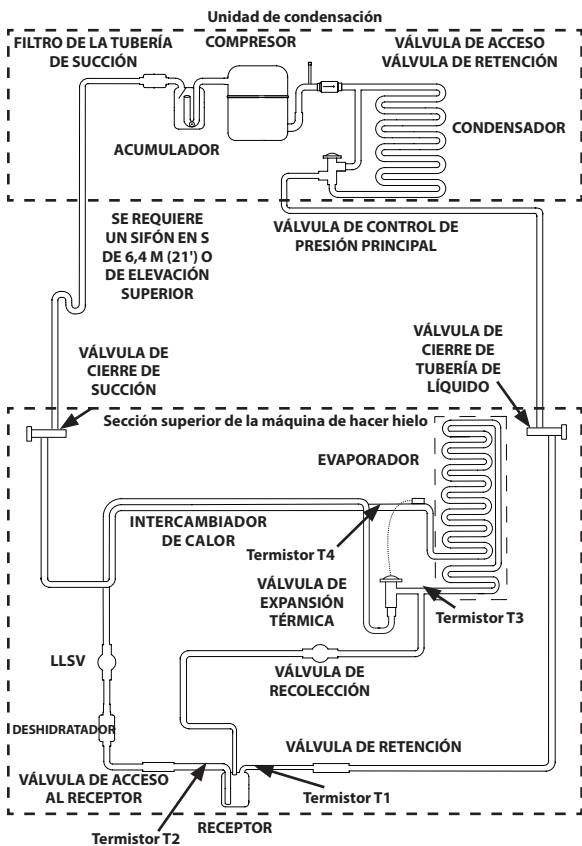 Unidad de condensación
FILTRO DE LA TUBERÍA
DE SUCCIÓN
COMPRESOR
VÁLVULA DE ACCESO
VÁLVULA DE RETENCIÓN
ACUMULADOR
CONDENSADOR
SE REQUIERE
UN SIFÓN EN S
DE 6,4 M (21') O
DE ELEVACIÓN
SUPERIOR
VÁLVULA DE CONTROL DE
PRESIÓN PRINCIPAL
VÁLVULA DE
CIERRE DE
SUCCIÓN
VÁLVULA DE
CIERRE DE
TUBERÍA DE
LÍQUIDO
Sección superior de la máquina de hacer hielo
EVAPORADOR
INTERCAMBIADOR
DE CALOR
Termistor T4
VÁLVULA DE
EXPANSIÓN
TÉRMICA
Termistor T3
LLSV
VÁLVULA DE
RECOLECCIÓN
DESHIDRATADOR
VÁLVULA DE RETENCIÓN
VÁLVULA DE ACCESO
AL RECEPTOR
Termistor T1
RECEPTOR
Termistor T2